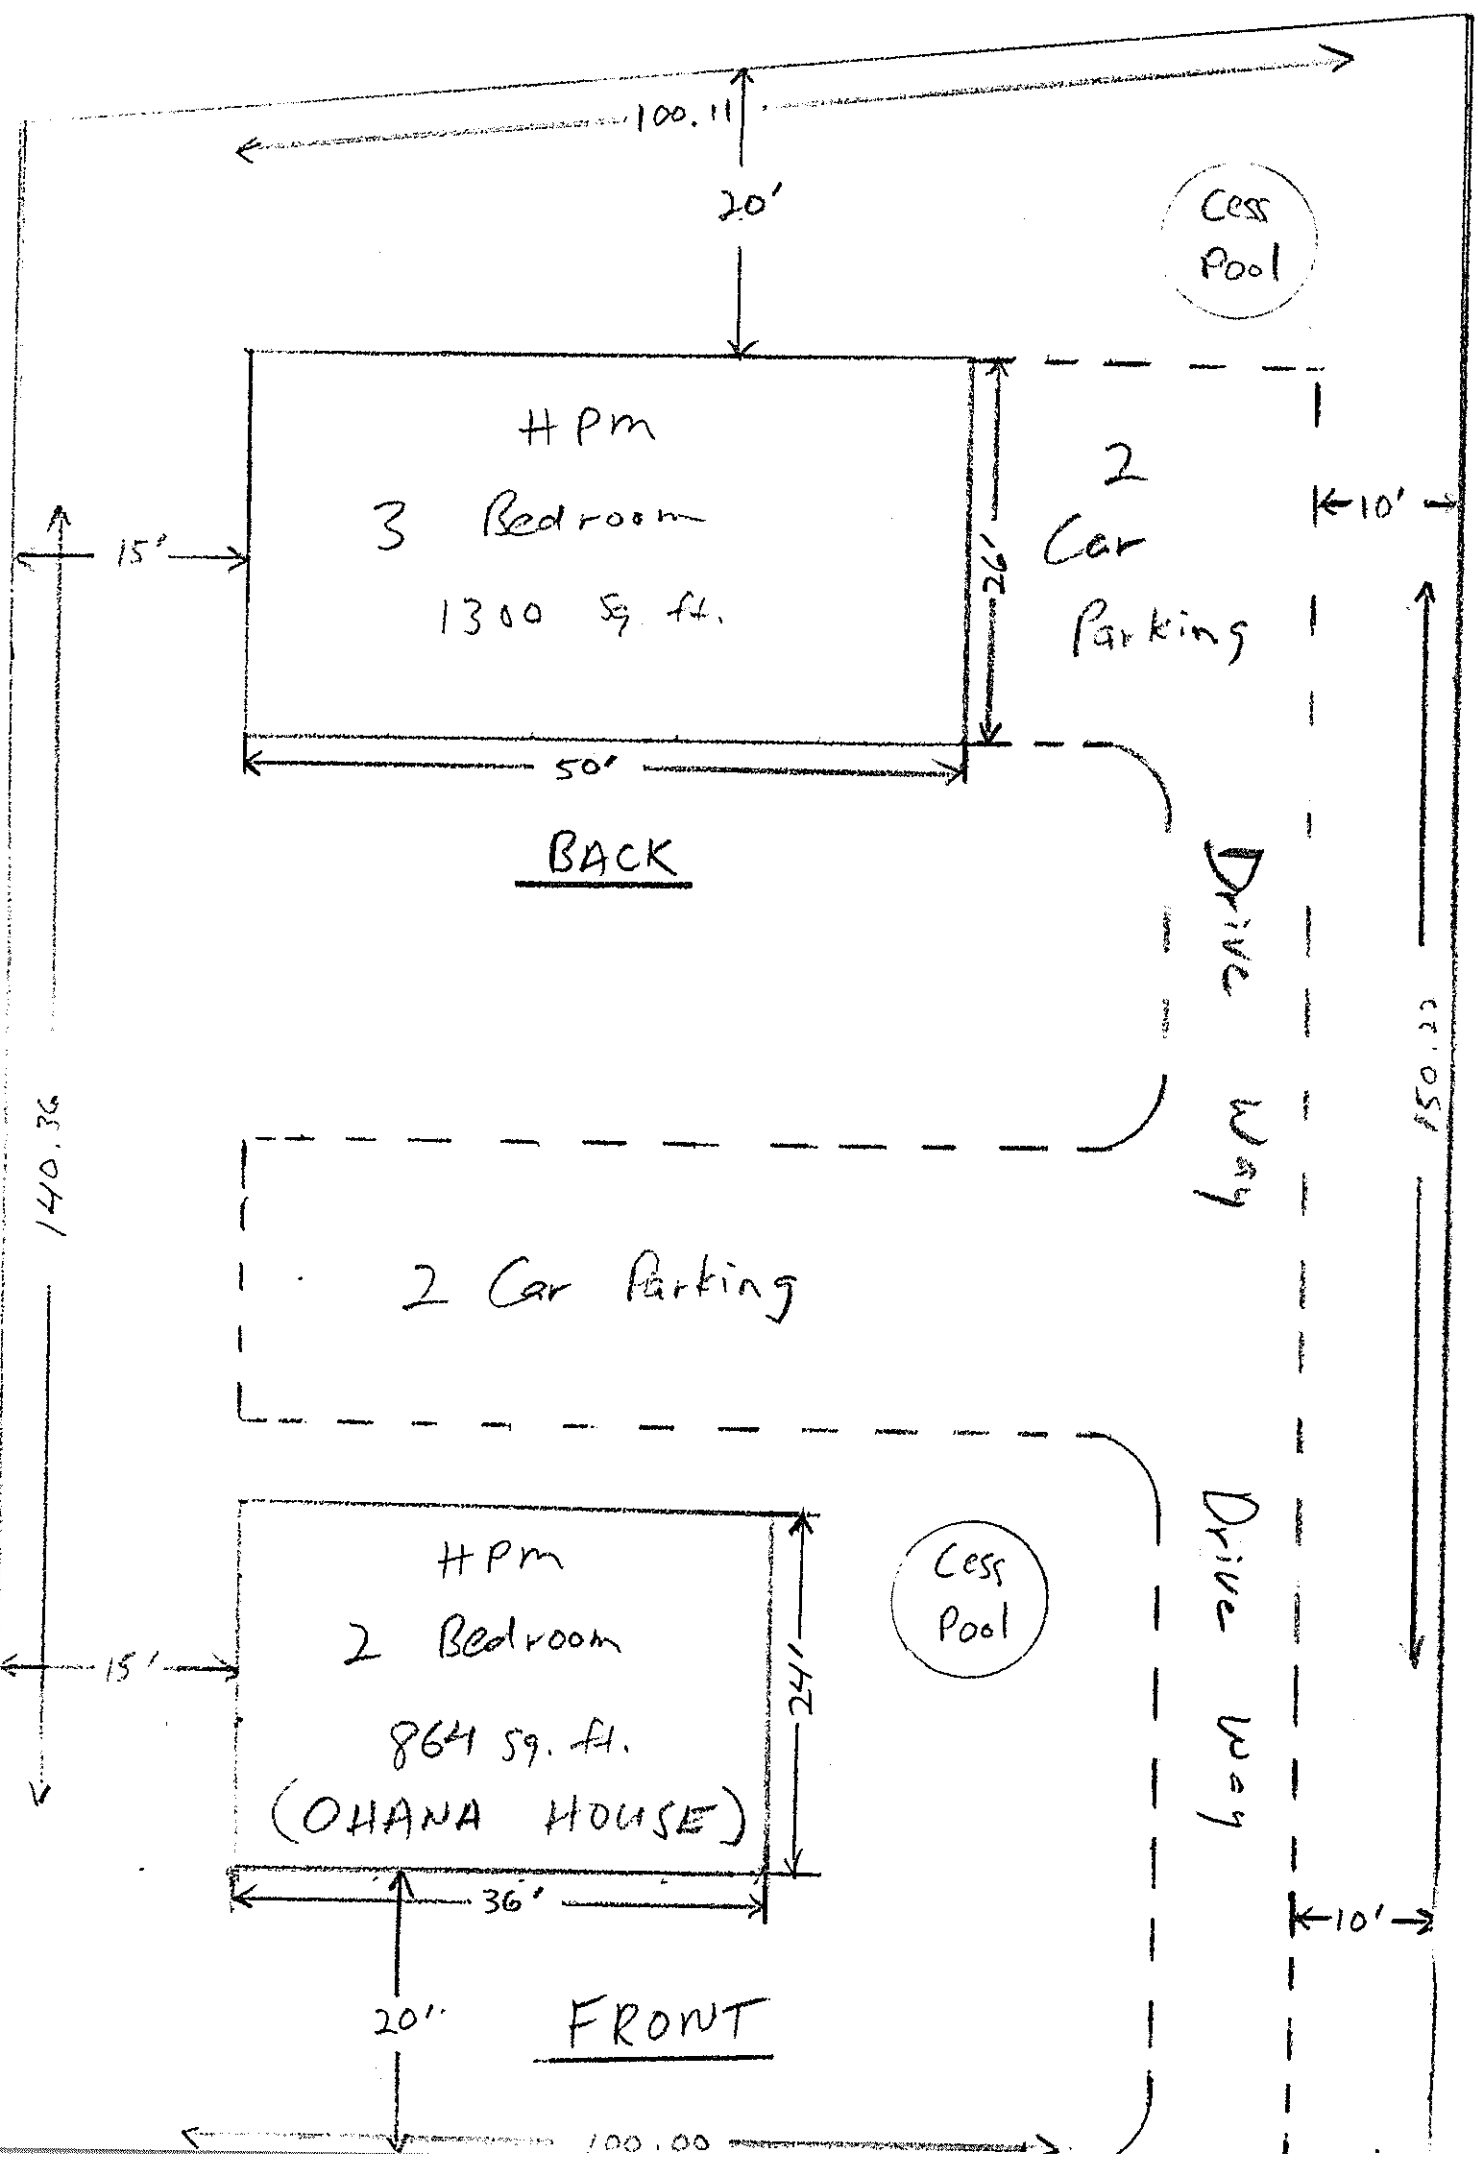 100.11
20'
Cess
Pool
HPm
3 Bedroom
1300 Sq. ft.
15'
26'
2
Car
Parking
10'
50'
BACK
Drive Way
140.36
150.22
2 Car Parking
HPm
2 Bedroom
864 sq. ft.
(OHANA HOUSE)
15'
24'
Cess
Pool
Drive Way
36'
10'
20'
FRONT
100.00